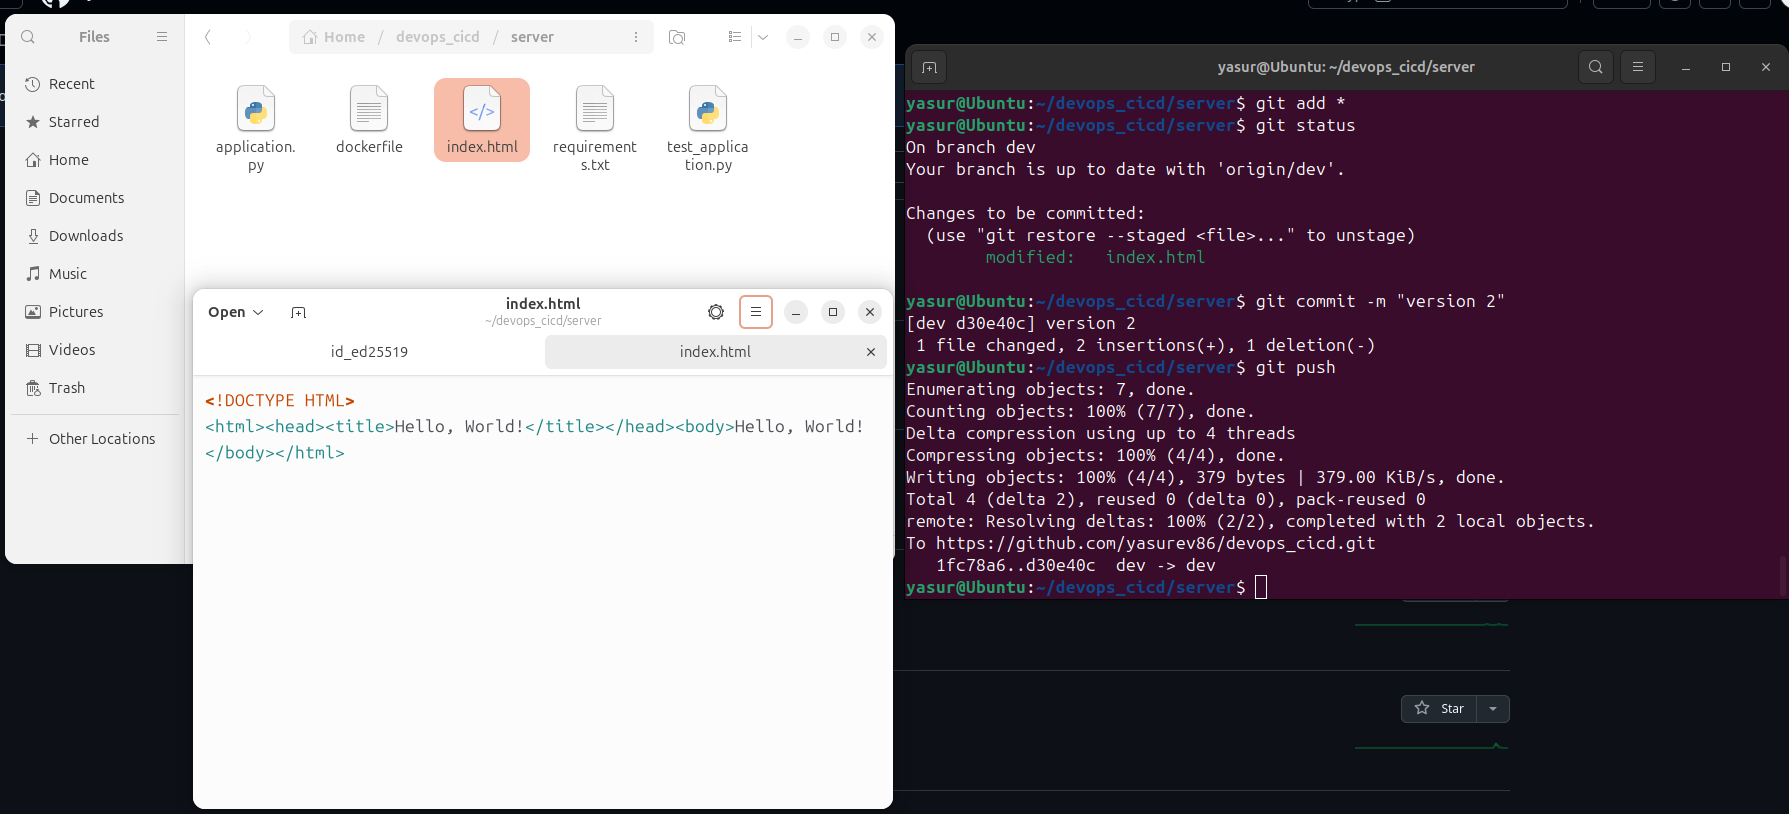 Files
Home / devops_cicd / server
Recent
Starred
Home
Documents
Downloads
Music
Pictures
Videos
Trash
Other Locations
application.
py
dockerfile
index.html
requirement
s.txt
test_applica
tion.py
Open
index.html
~/devops_cicd/server
id_ed25519
index.html
<!DOCTYPE HTML>
<html><head><title>Hello, World!</title></head><body>Hello, World!
</body></html>
yasur@Ubuntu: ~/devops_cicd/server
yasur@Ubuntu:~/devops_cicd/server$ git add *
yasur@Ubuntu:~/devops_cicd/server$ git status
On branch dev
Your branch is up to date with 'origin/dev'.
Changes to be committed:
(use "git restore --staged <file>..." to unstage)
modified: index.html
yasur@Ubuntu:~/devops_cicd/server$ git commit -m "version 2"
[dev d30e40c] version 2
1 file changed, 2 insertions(+), 1 deletion(-)
yasur@Ubuntu:~/devops_cicd/server$ git push
Enumerating objects: 7, done.
Counting objects: 100% (7/7), done.
Delta compression using up to 4 threads
Compressing objects: 100% (4/4), done.
Writing objects: 100% (4/4), 379 bytes | 379.00 KiB/s, done.
Total 4 (delta 2), reused 0 (delta 0), pack-reused 0
remote: Resolving deltas: 100% (2/2), completed with 2 local objects.
To https://github.com/yasurev86/devops_cicd.git
1fc78a6..d30e40c dev -> dev
yasur@Ubuntu:~/devops_cicd/server$
Star